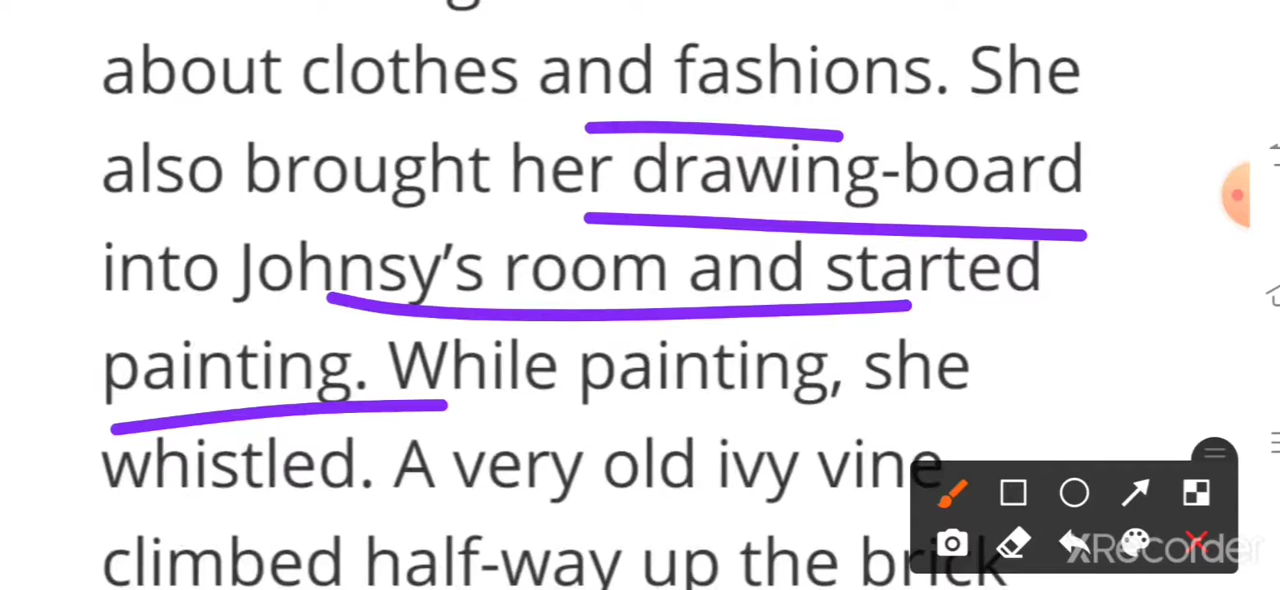 about clothes and fashions. She
also brought her drawing-board
into Johnsy’s room and started
painting. While painting, she
whistled. A very old ivy vine
climbed half-way up the brick
XRecorder